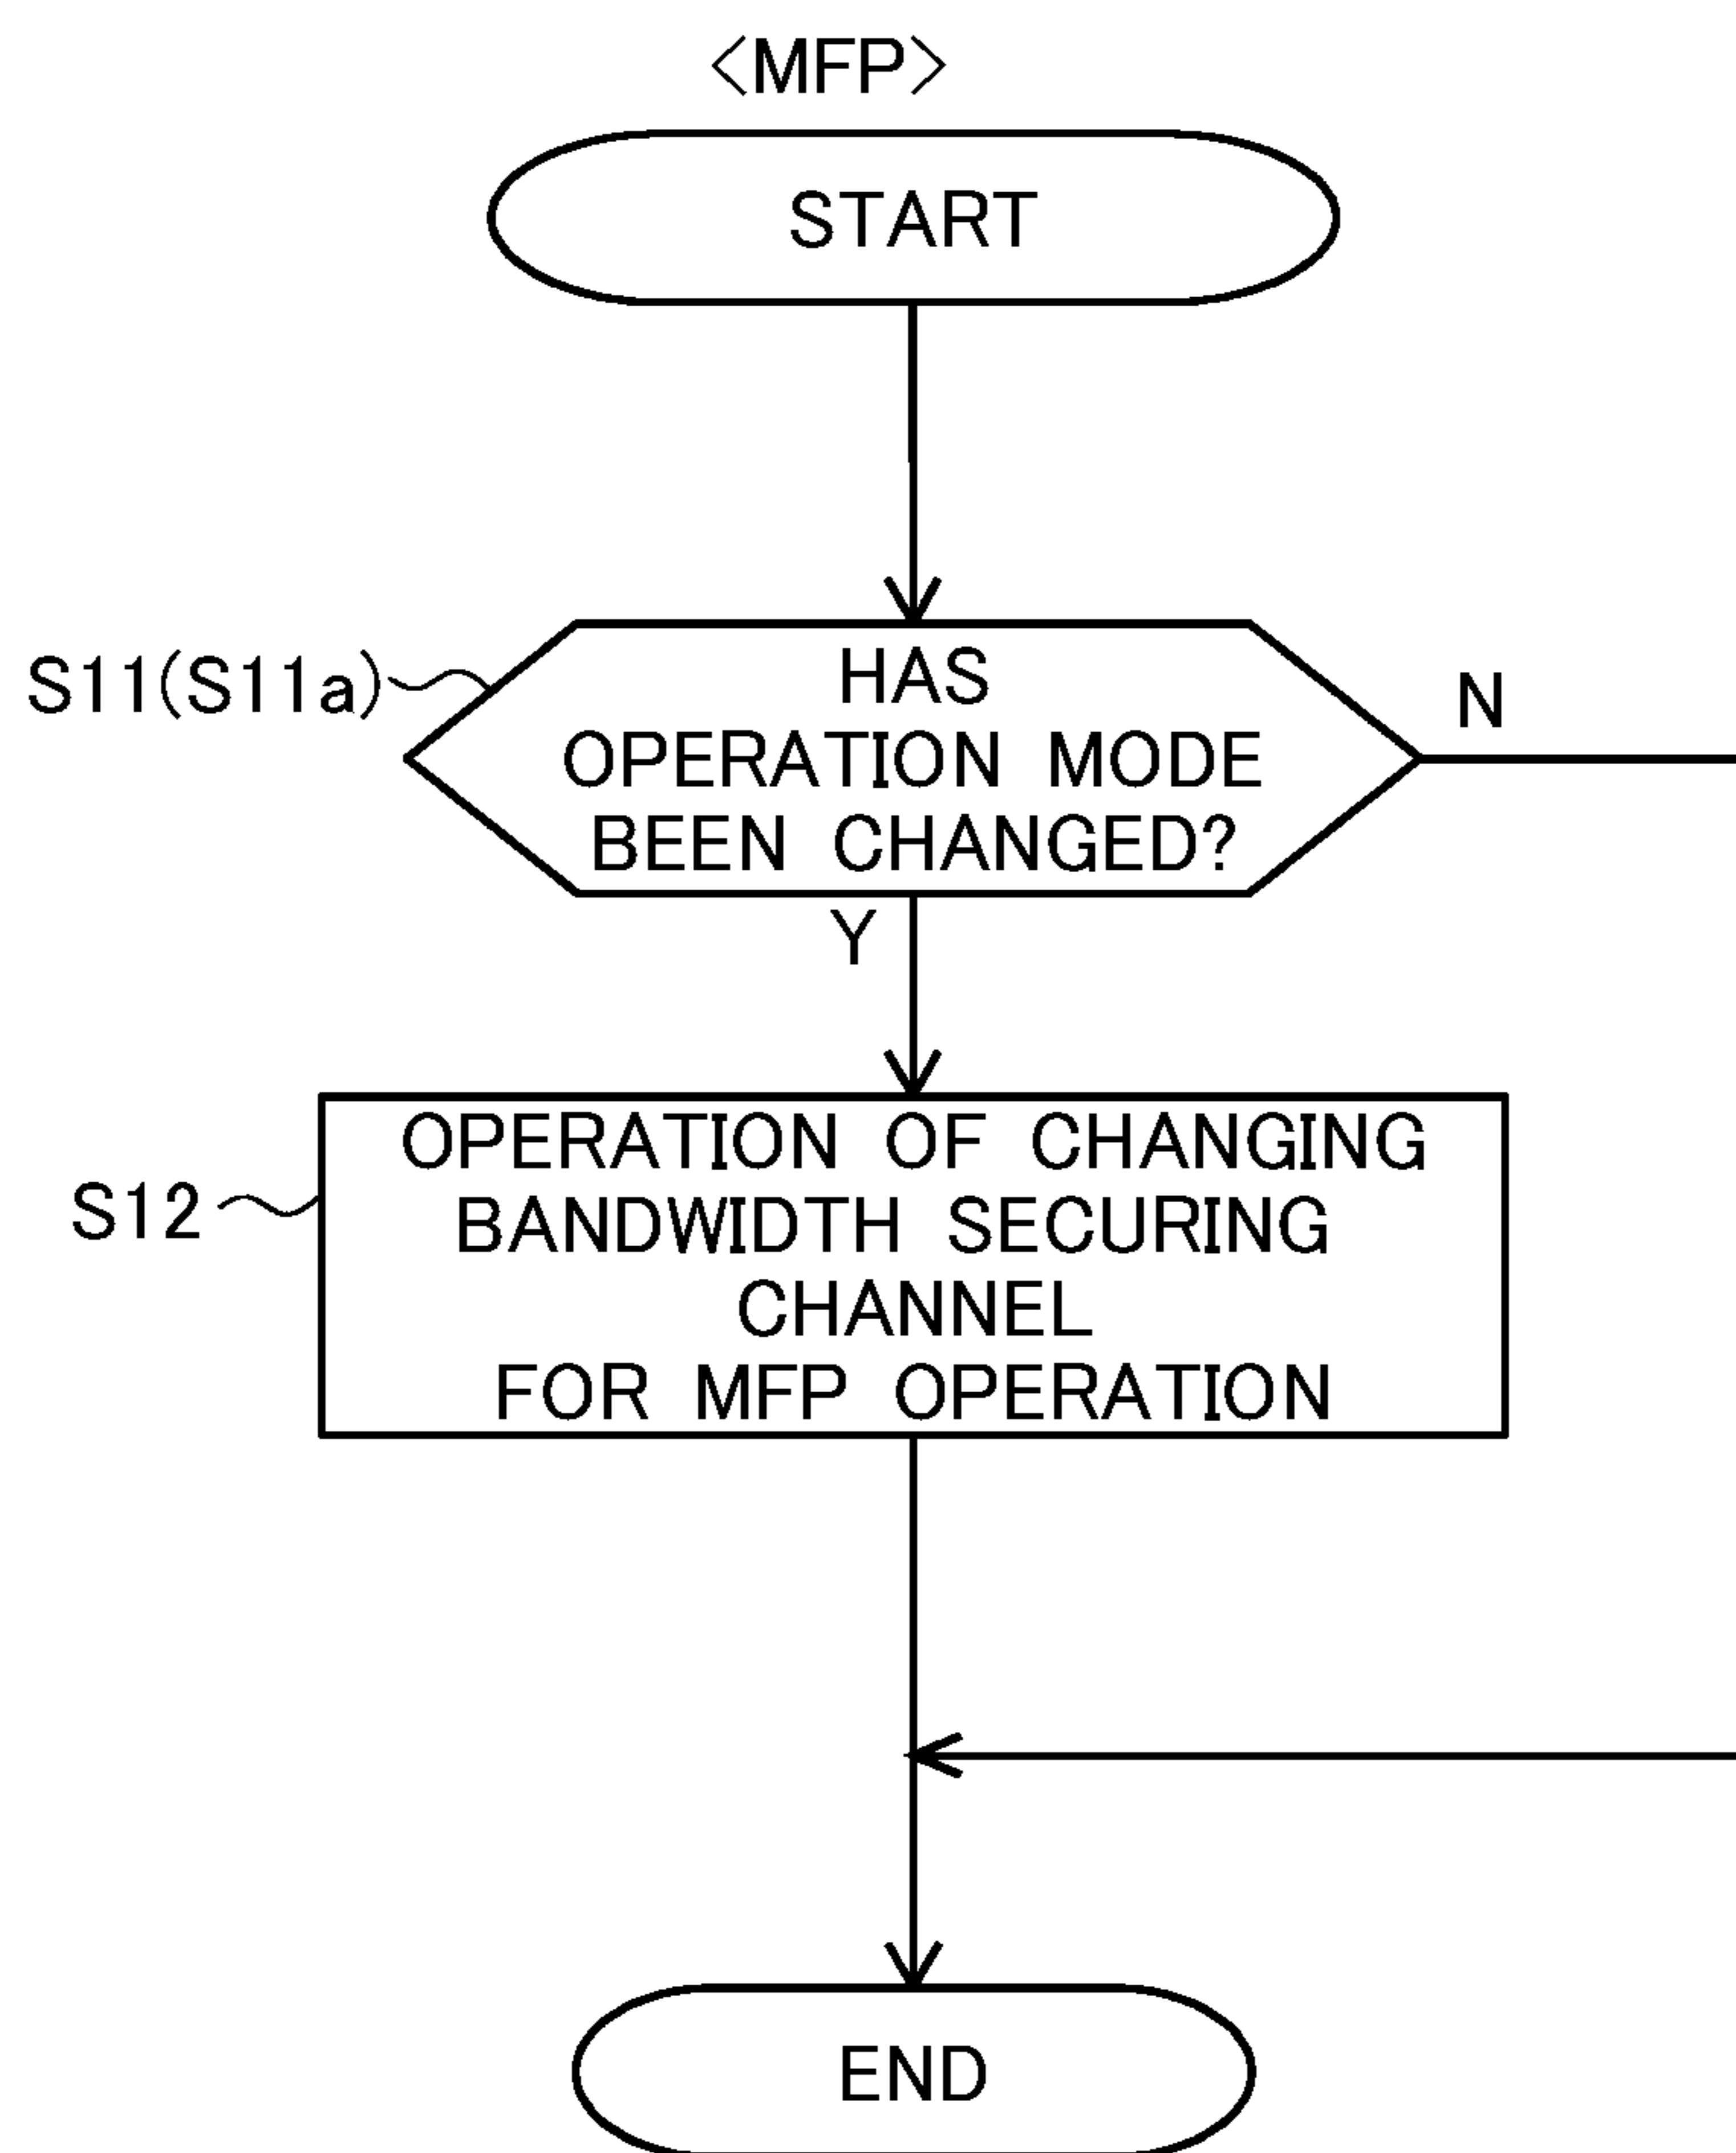 <MFP>
START
S11(S11a)
HAS
OPERATION MODE
BEEN CHANGED?
N
Y
S12
OPERATION OF CHANGING
BANDWIDTH SECURING
CHANNEL
FOR MFP OPERATION
END